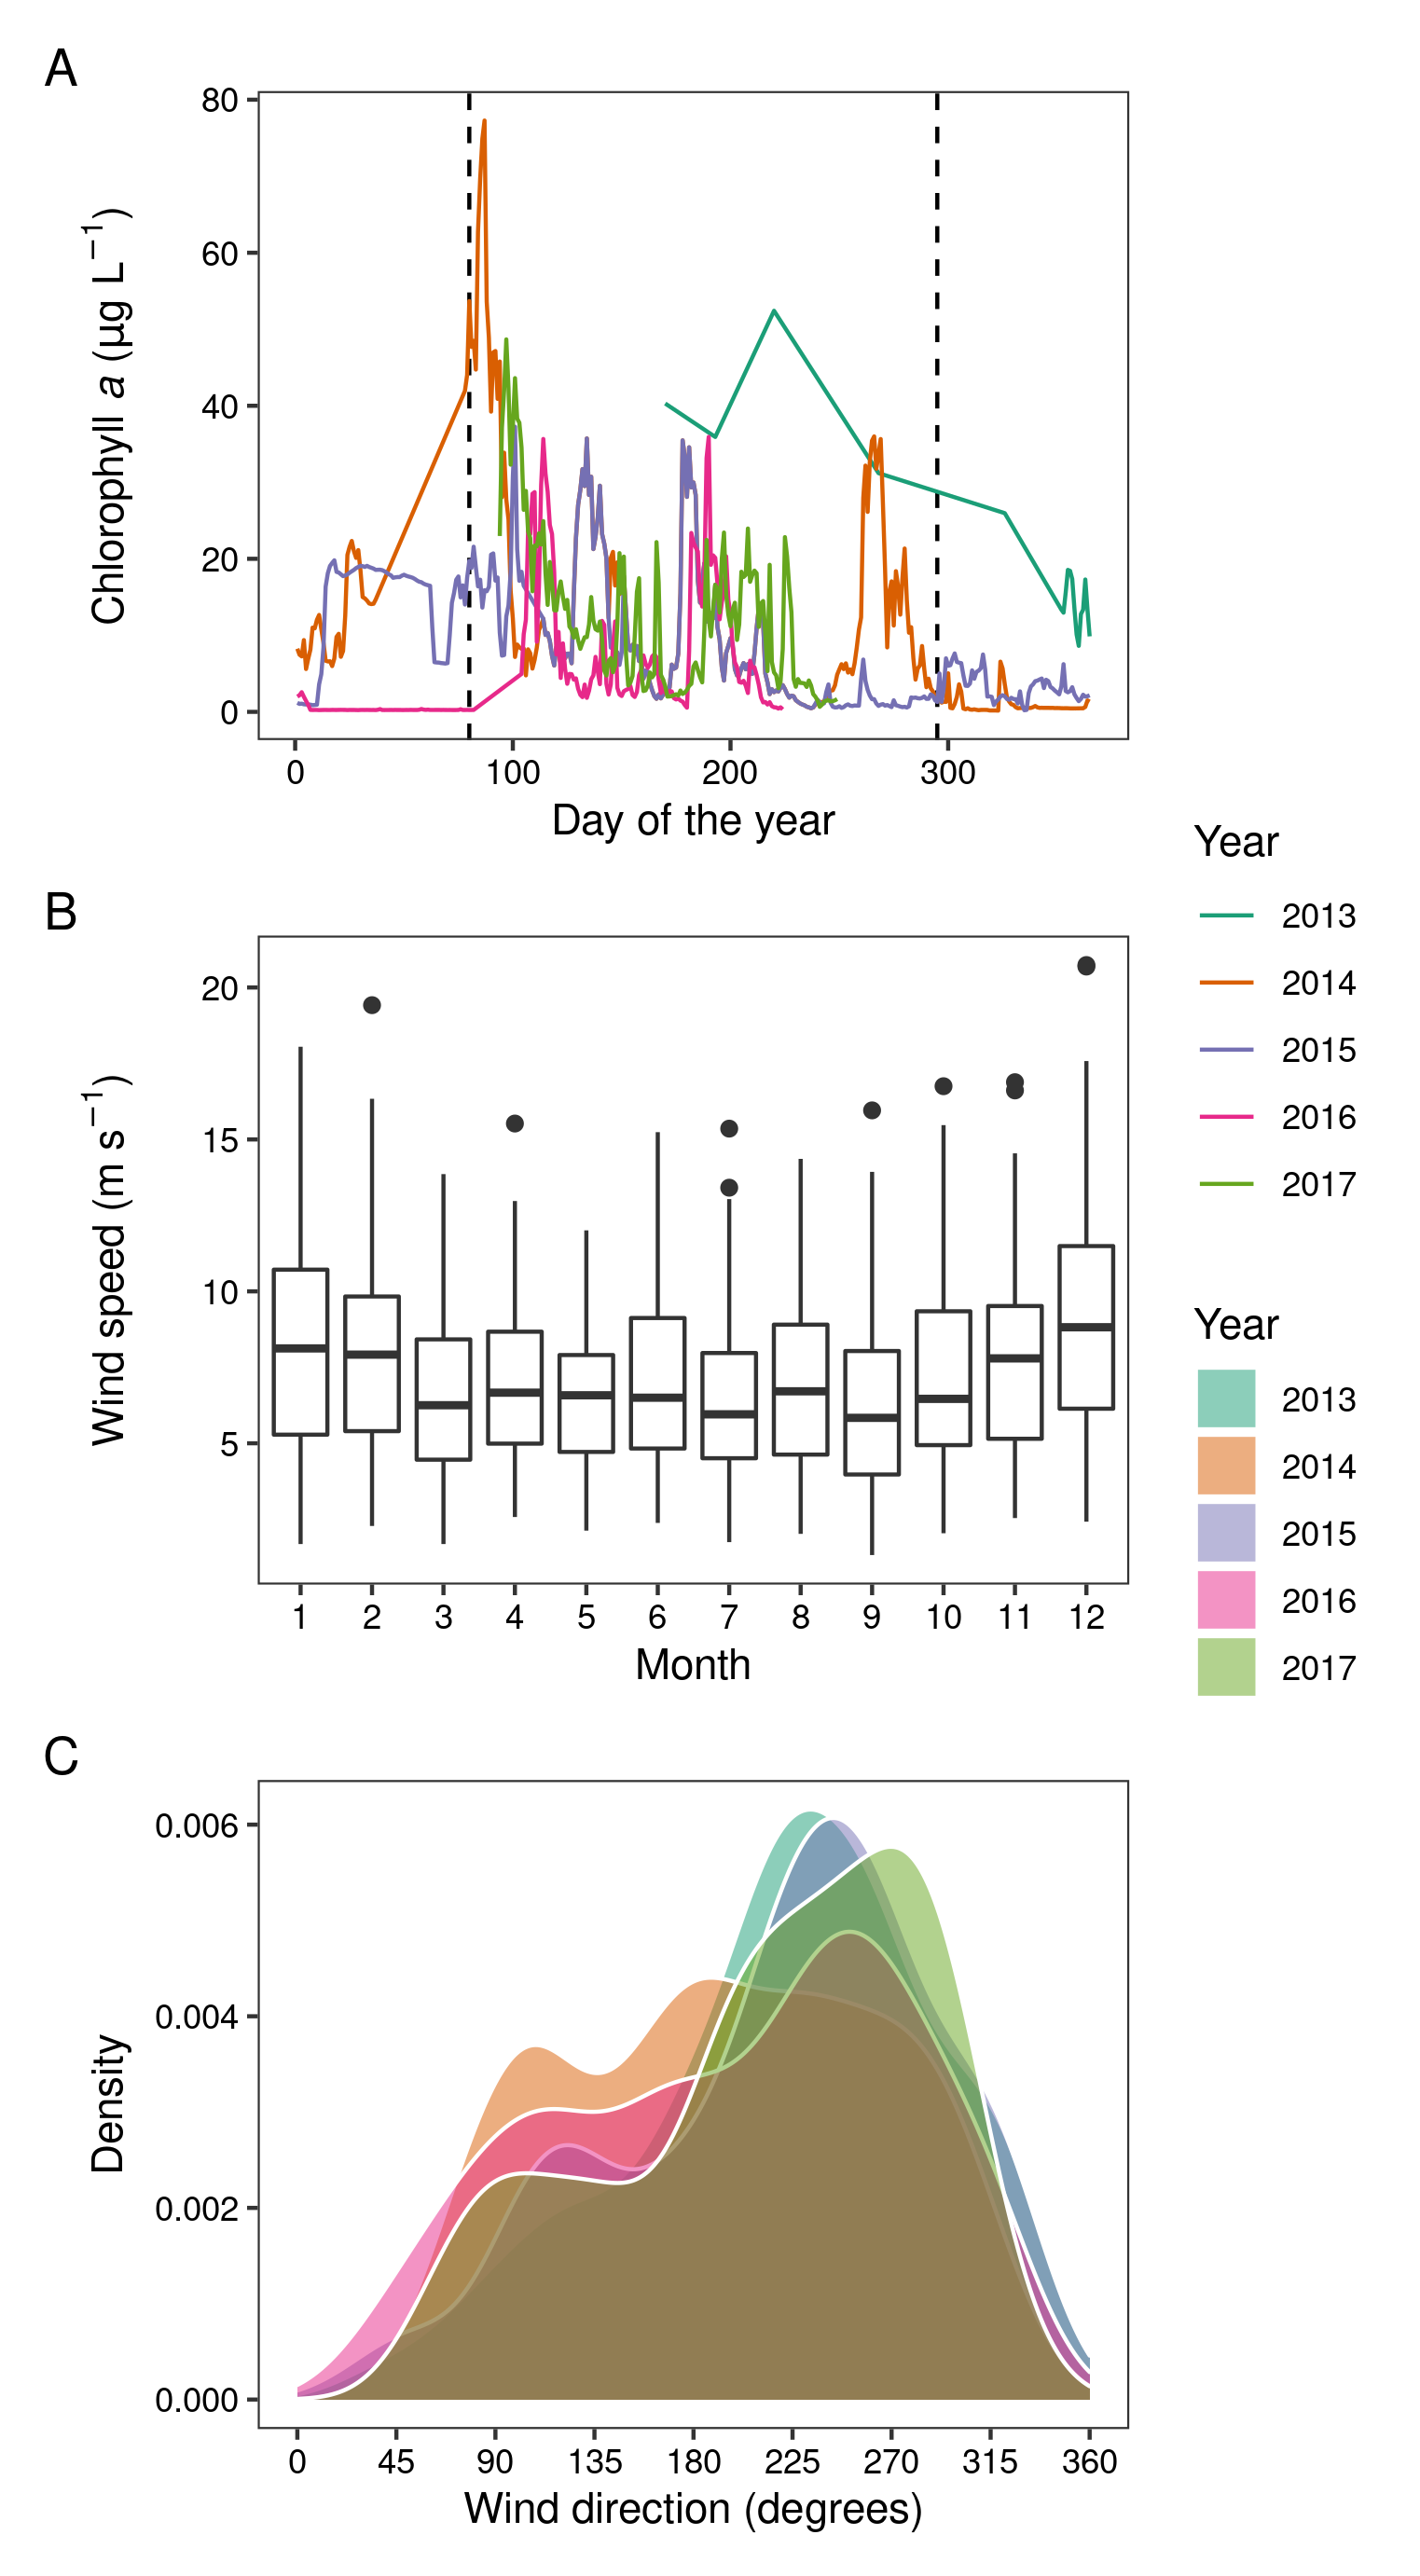 A
Chlorophyll a (µg L⁻¹)
80
60
40
20
0
0 100 200 300
Day of the year
Year
2013
2014
2015
2016
2017
B
Wind speed (m s⁻¹)
20
15
10
5
1 2 3 4 5 6 7 8 9 10 11 12
Month
Year
2013
2014
2015
2016
2017
C
Density
0.006
0.004
0.002
0.000
0 45 90 135 180 225 270 315 360
Wind direction (degrees)